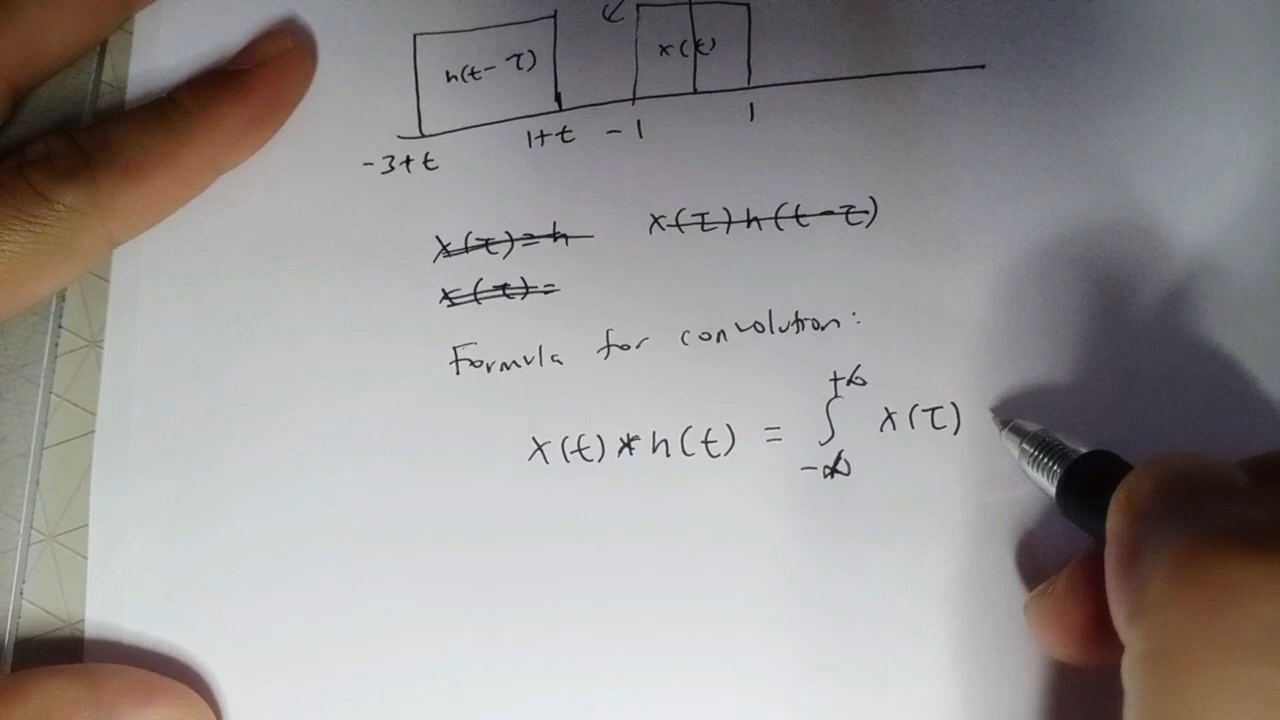 h(t-τ) x(t)
-3+t 1+t -1 1
x(τ)=h x(τ)h(t-τ)
x(τ)=
Formula for convolution:
x(t)*h(t) = ∫ x(τ)
+∞
-∞